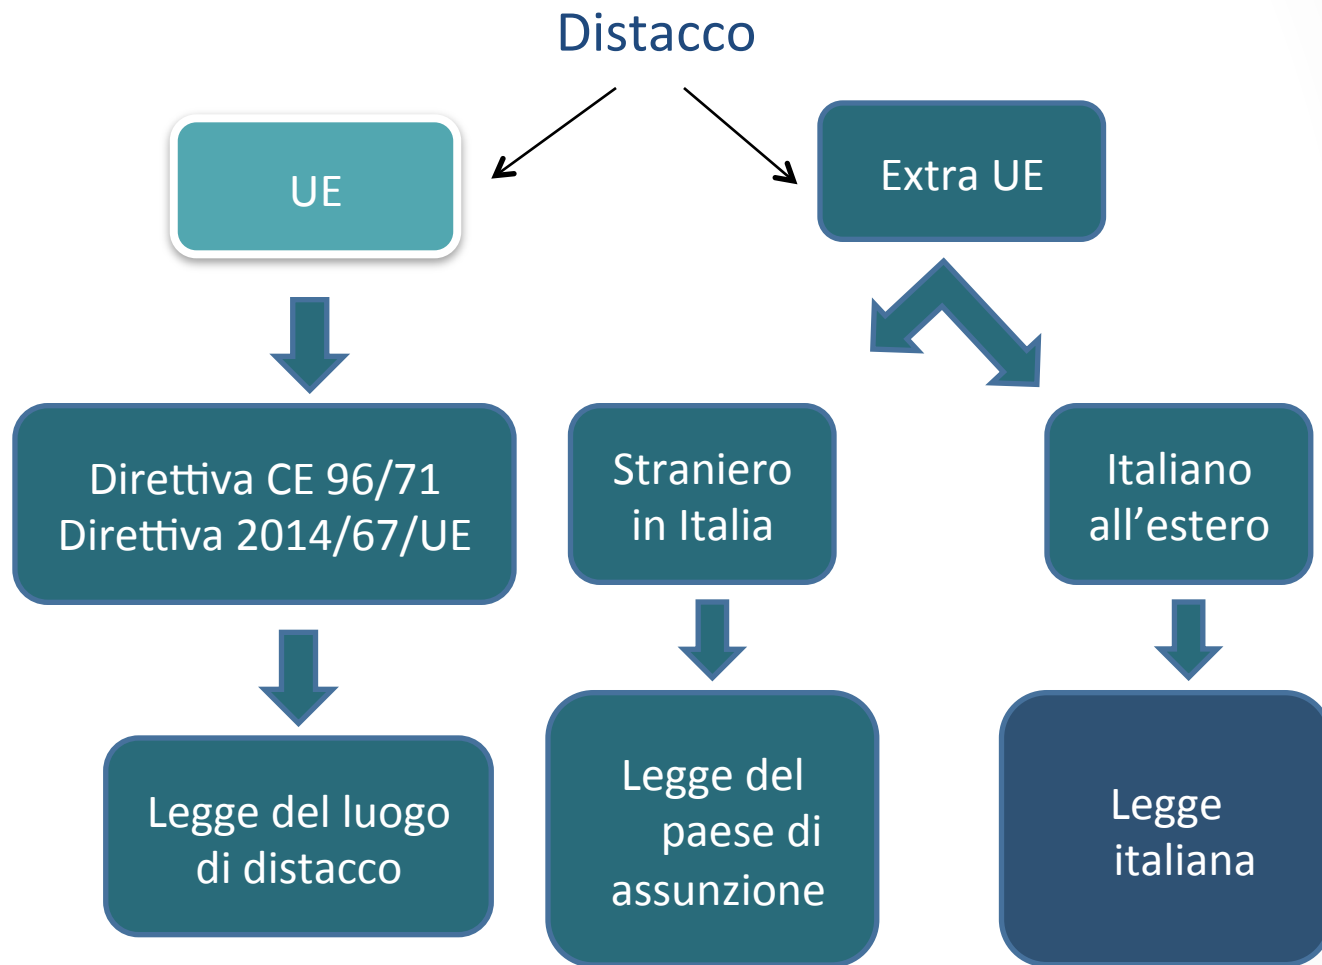 Distacco
UE
Extra UE
Direttiva CE 96/71
Direttiva 2014/67/UE
Straniero
in Italia
Italiano
all’estero
Legge del luogo
di distacco
Legge del
paese di
assunzione
Legge
italiana